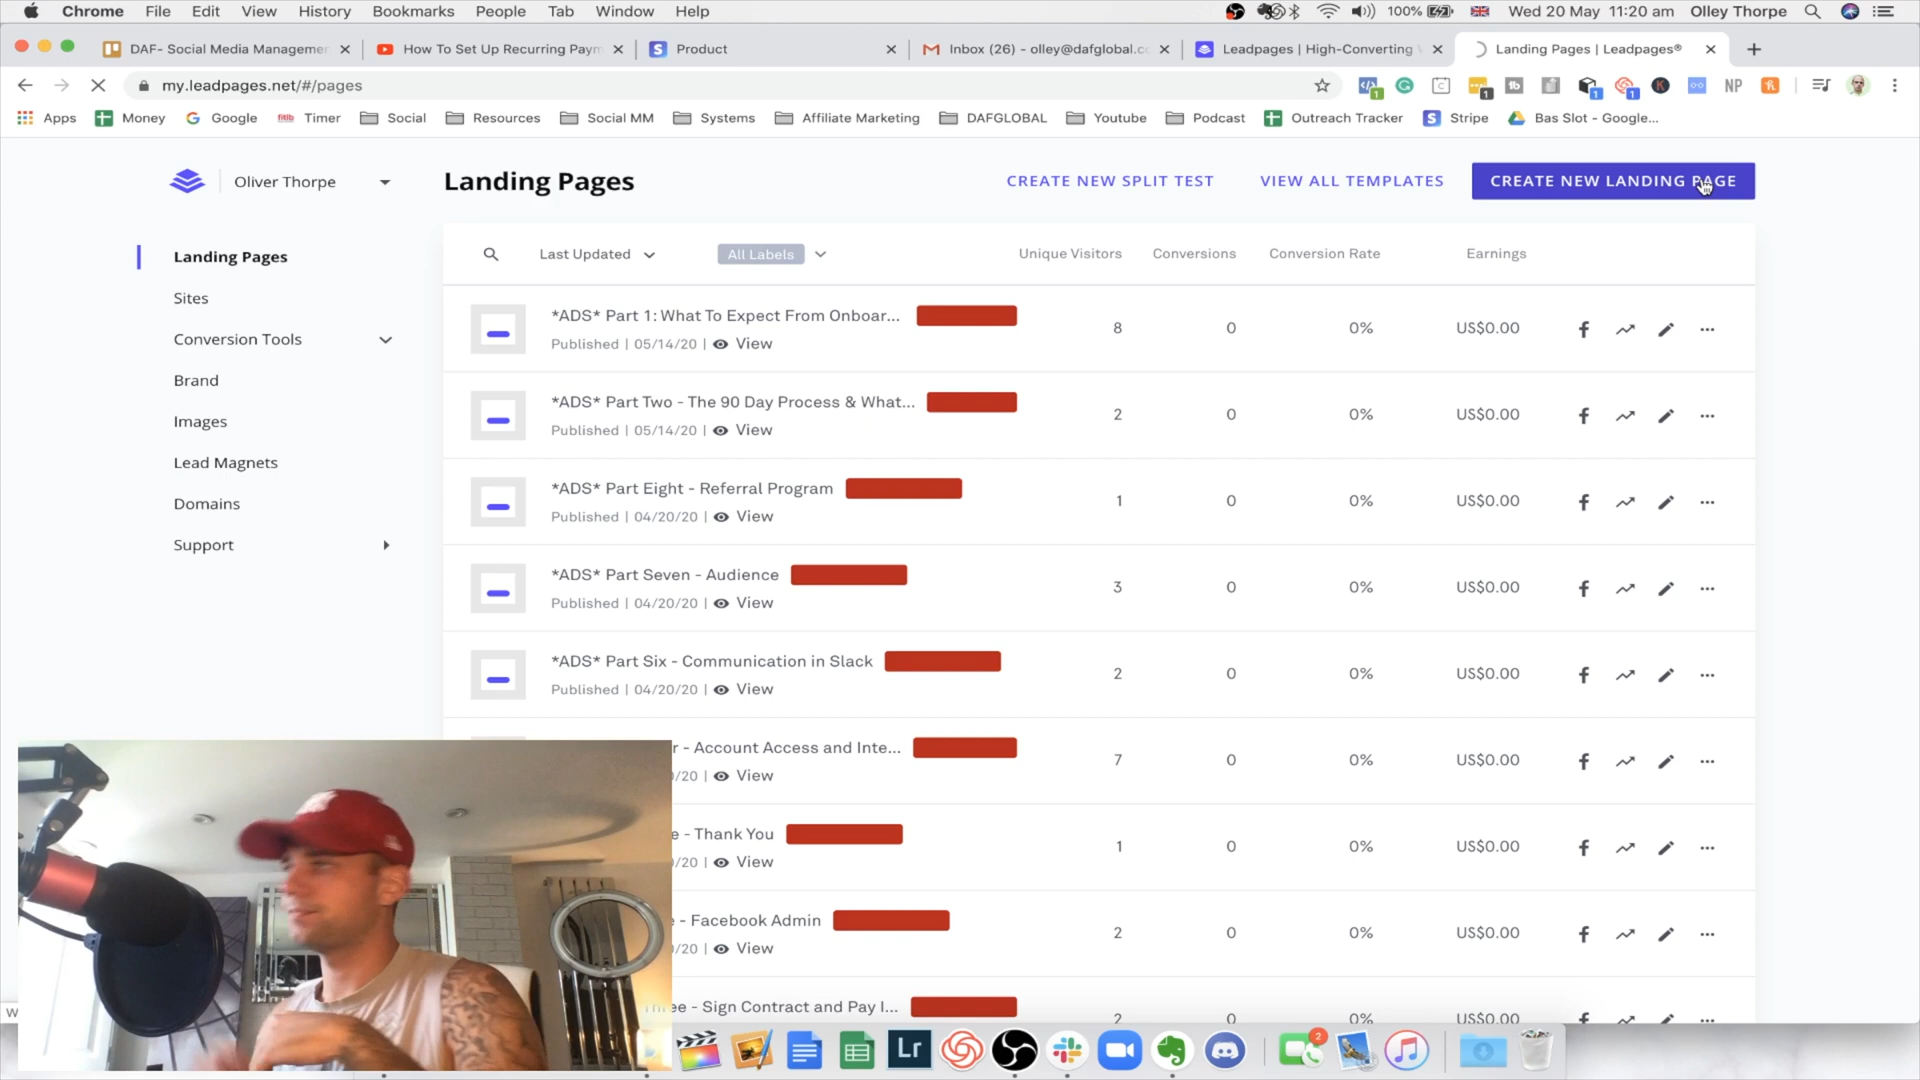 Chrome File Edit View History Bookmarks People Tab Window Help 100% Wed 20 May 11:20 am Olley Thorpe
DAF- Social Media Managemen How To Set Up Recurring Paym Product Inbox (26) - olley@dafglobal.c Leadpages | High-Converting Landing Pages | Leadpages®
my.leadpages.net/#/pages
Apps Money Google Timer Social Resources Social MM Systems Affiliate Marketing DAFGLOBAL Youtube Podcast Outreach Tracker Stripe Bas Slot - Google...
Oliver Thorpe Landing Pages CREATE NEW SPLIT TEST VIEW ALL TEMPLATES CREATE NEW LANDING PAGE
Landing Pages
Sites
Conversion Tools
Brand
Images
Lead Magnets
Domains
Support
Last Updated All Labels Unique Visitors Conversions Conversion Rate Earnings
*ADS* Part 1: What To Expect From Onboar... 8 0 0% US$0.00
Published | 05/14/20 | View
*ADS* Part Two - The 90 Day Process & What... 2 0 0% US$0.00
Published | 05/14/20 | View
*ADS* Part Eight - Referral Program 1 0 0% US$0.00
Published | 04/20/20 | View
*ADS* Part Seven - Audience 3 0 0% US$0.00
Published | 04/20/20 | View
*ADS* Part Six - Communication in Slack 2 0 0% US$0.00
Published | 04/20/20 | View
r - Account Access and Inte... 7 0 0% US$0.00
/20 | View
e - Thank You 1 0 0% US$0.00
/20 | View
e - Facebook Admin 2 0 0% US$0.00
/20 | View
ee - Sign Contract and Pay I... 2 0 0% US$0.00
Lr 2